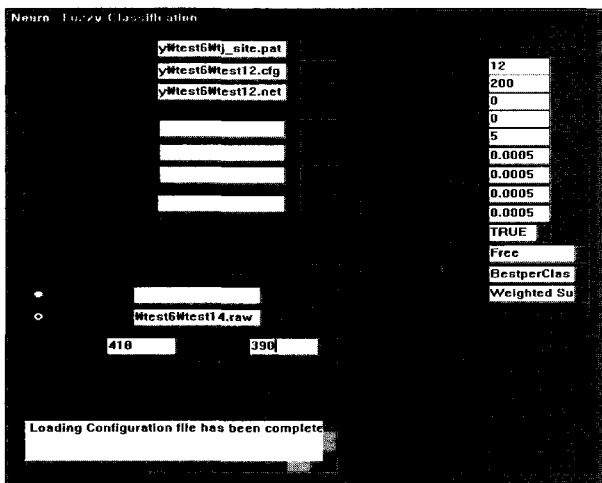 Neuro Fuzzy Classification
y₩test6₩tj_site.pat
y₩test6₩test12.cfg
y₩test6₩test12.net
12
200
0
0
5
0.0005
0.0005
0.0005
0.0005
TRUE
Free
BestperClas
Weighted Su
₩test6₩test14.raw
410
390
Loading Configuration file has been complete